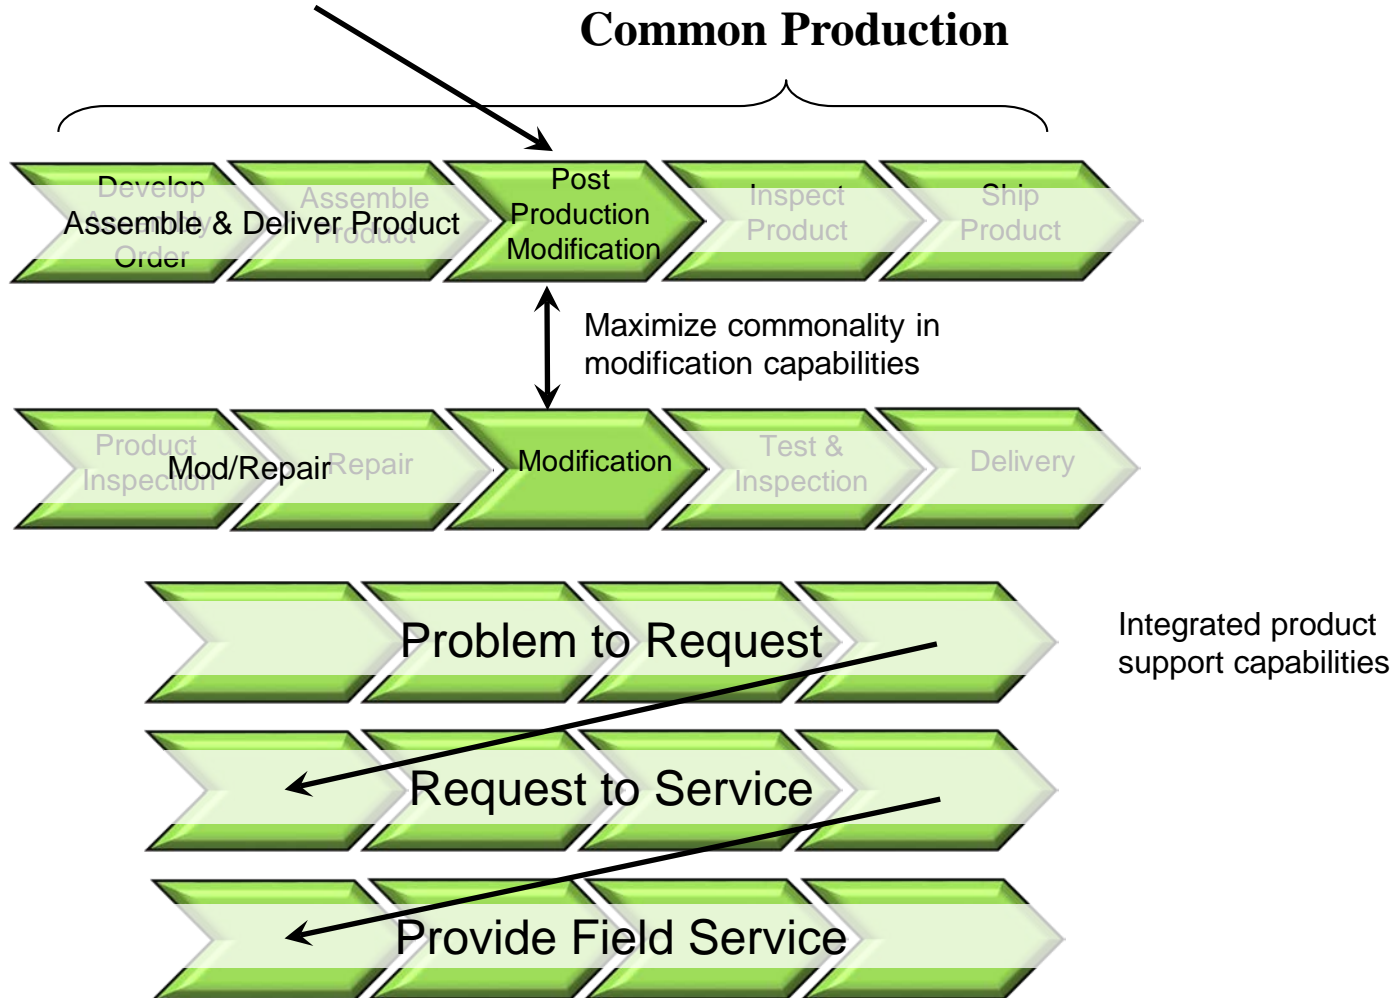 Common Production
Develop
Assembly
Order
Assemble
Product
Assemble & Deliver Product
Post
Production
Modification
Inspect
Product
Ship
Product
Maximize commonality in
modification capabilities
Product
Inspection
Mod/Repair
Repair
Modification
Test &
Inspection
Delivery
Problem to Request
Integrated product
support capabilities
Request to Service
Provide Field Service